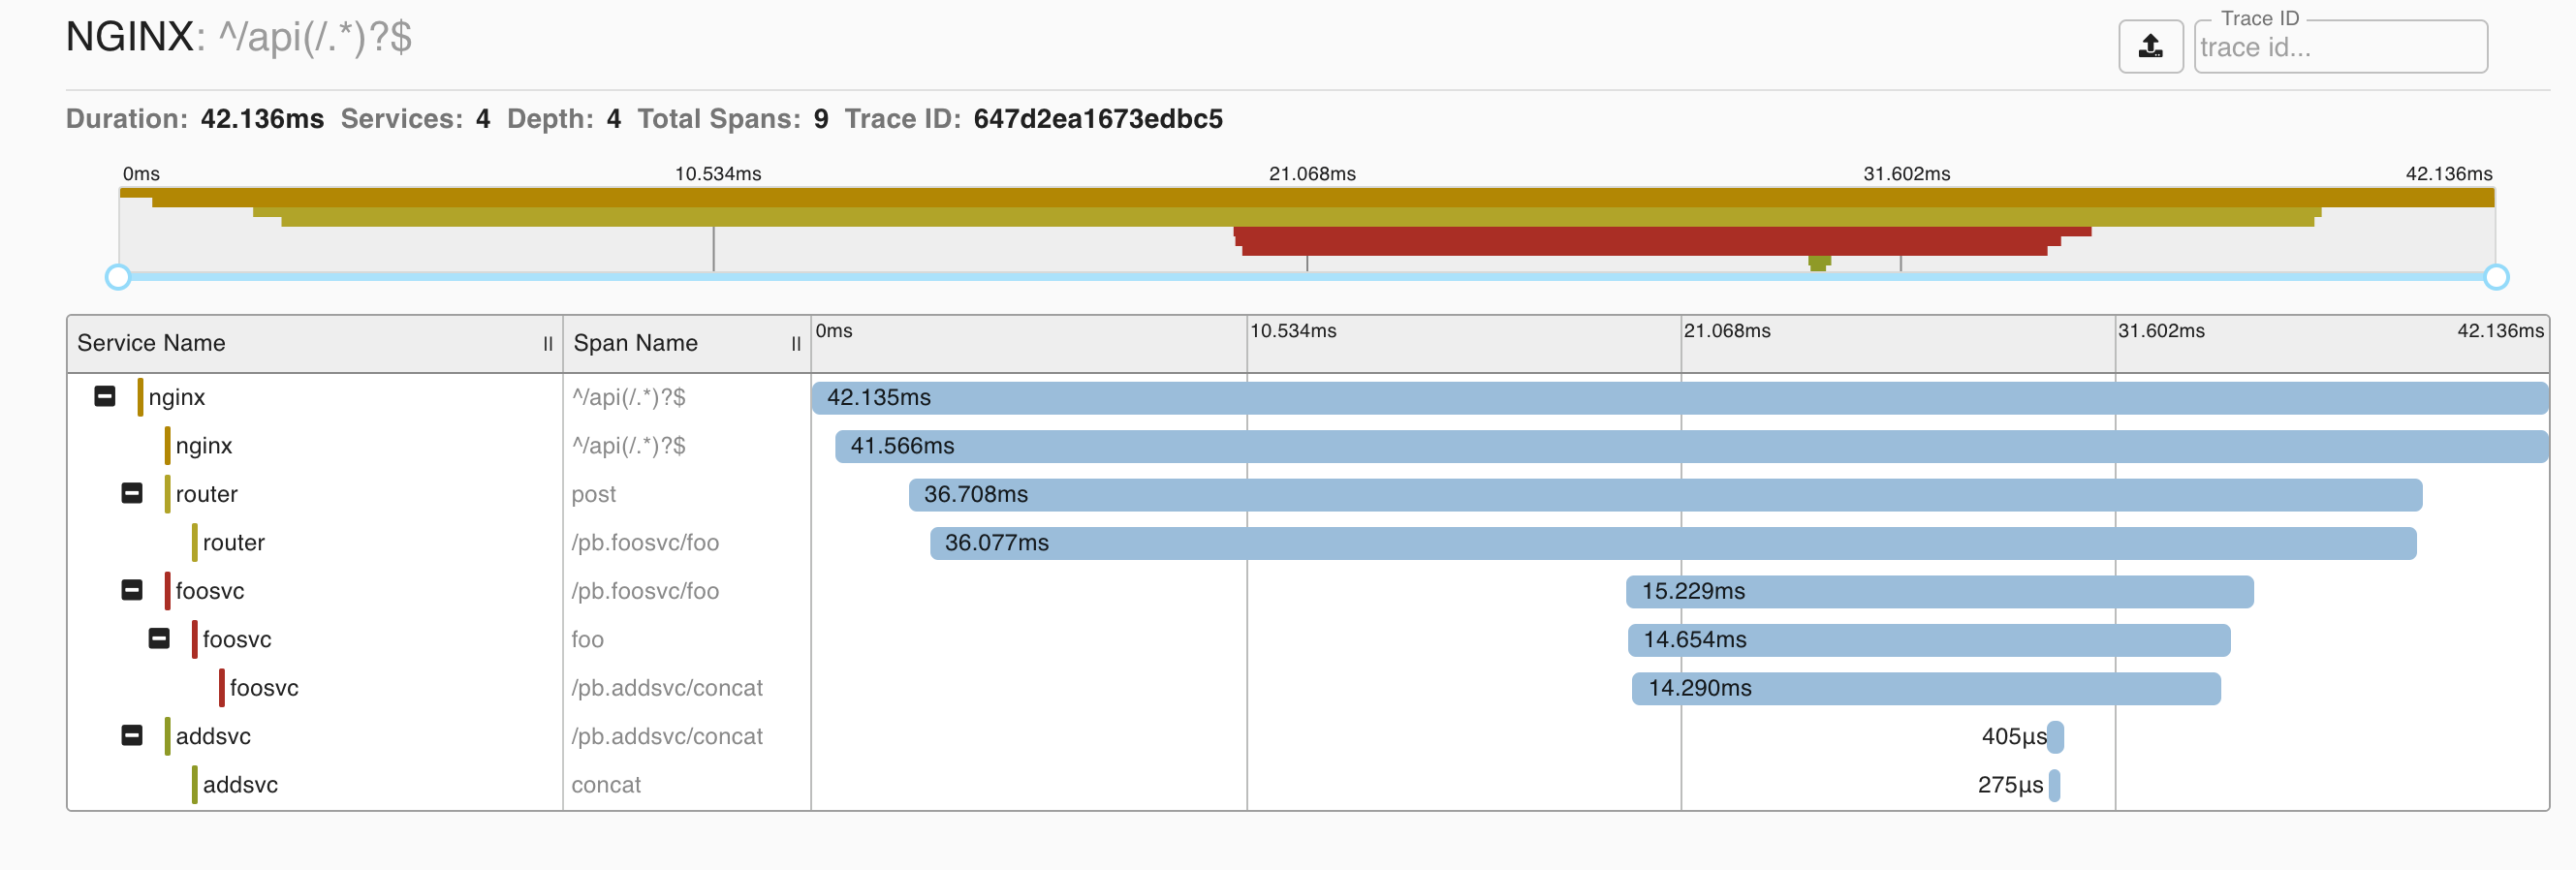 NGINX: ^/api(/.*)?$
Trace ID
trace id...
Duration: 42.136ms Services: 4 Depth: 4 Total Spans: 9 Trace ID: 647d2ea1673edbc5
0ms 10.534ms 21.068ms 31.602ms 42.136ms
Service Name Span Name 0ms 10.534ms 21.068ms 31.602ms 42.136ms
nginx ^/api(/.*)?$ 42.135ms
nginx ^/api(/.*)?$ 41.566ms
router post 36.708ms
router /pb.foosvc/foo 36.077ms
foosvc /pb.foosvc/foo 15.229ms
foosvc foo 14.654ms
foosvc /pb.addsvc/concat 14.290ms
addsvc /pb.addsvc/concat 405μs
addsvc concat 275μs